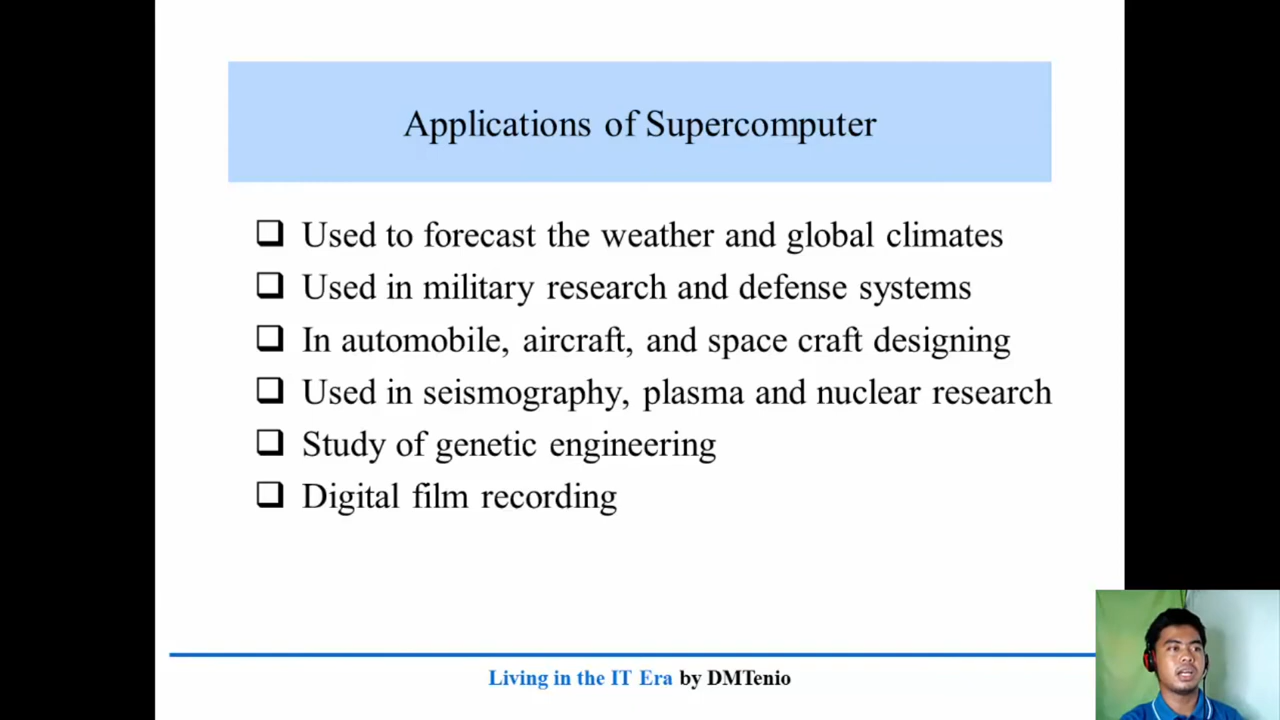 Applications of Supercomputer
Used to forecast the weather and global climates
Used in military research and defense systems
In automobile, aircraft, and space craft designing
Used in seismography, plasma and nuclear research
Study of genetic engineering
Digital film recording
Living in the IT Era by DMTenio